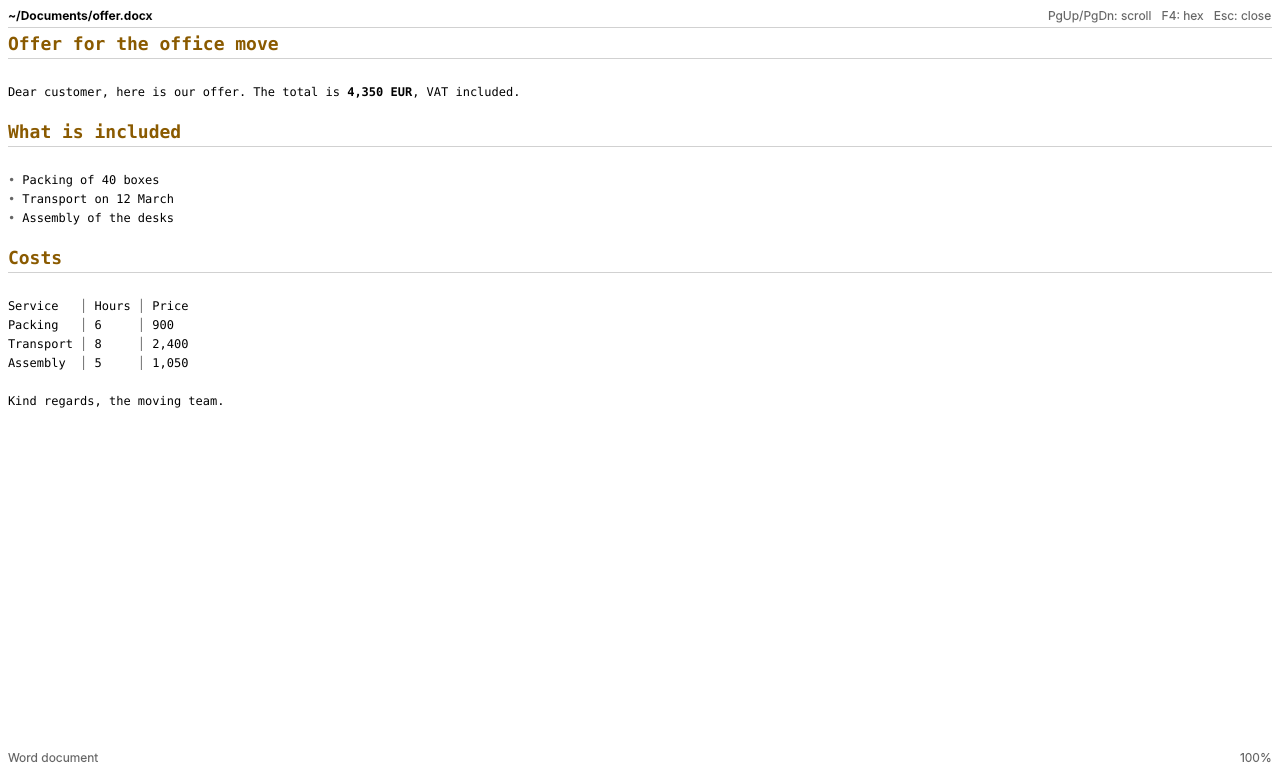 ~/Documents/offer.docx PgUp/PgDn: scroll F4: hex Esc: close
Offer for the office move
Dear customer, here is our offer. The total is 4,350 EUR, VAT included.
What is included
• Packing of 40 boxes
• Transport on 12 March
• Assembly of the desks
Costs
Service │ Hours │ Price
Packing │ 6 │ 900
Transport │ 8 │ 2,400
Assembly │ 5 │ 1,050
Kind regards, the moving team.
Word document 100%